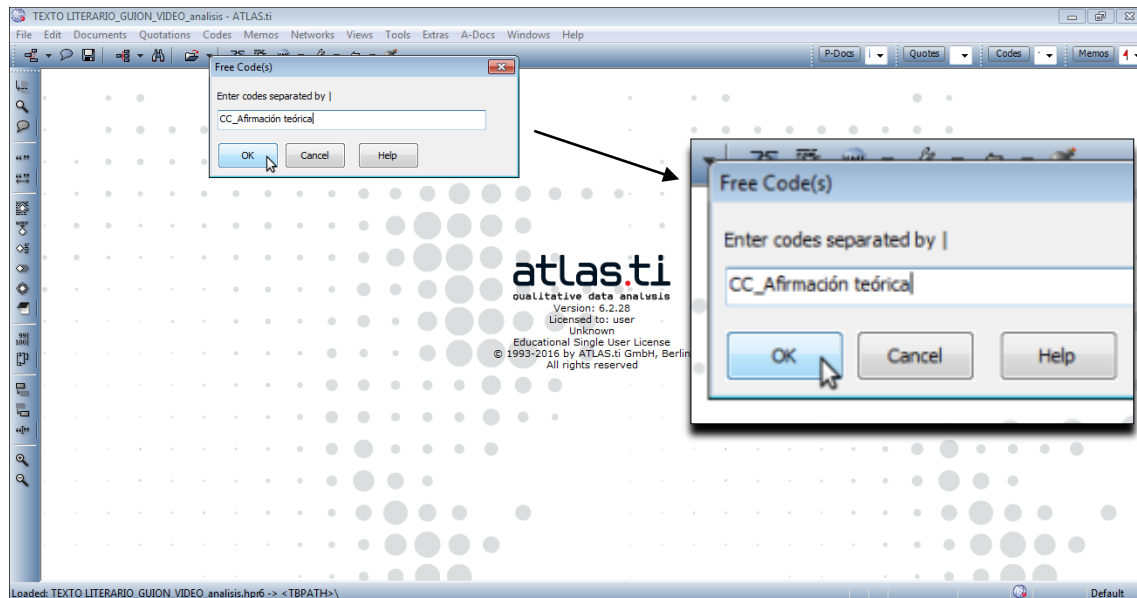 TEXTO LITERARIO_GUION_VIDEO_analisis - ATLAS.ti
File Edit Documents Quotations Codes Memos Networks Views Tools Extras A-Docs Windows Help
P-Docs Quotes Codes Memos
Free Code(s)
Enter codes separated by |
CC_Afirmación teórica
OK Cancel Help
Free Code(s)
Enter codes separated by |
CC_Afirmación teórica
OK Cancel Help
atlas.ti
qualitative data analysis
Version: 6.2.28
Licensed to: user
Unknown
Educational Single User License
© 1993-2016 by ATLAS.ti GmbH, Berlin
All rights reserved
Loaded: TEXTO LITERARIO_GUION_VIDEO_analisis.hpr6 -> <TBPATH>\
Default